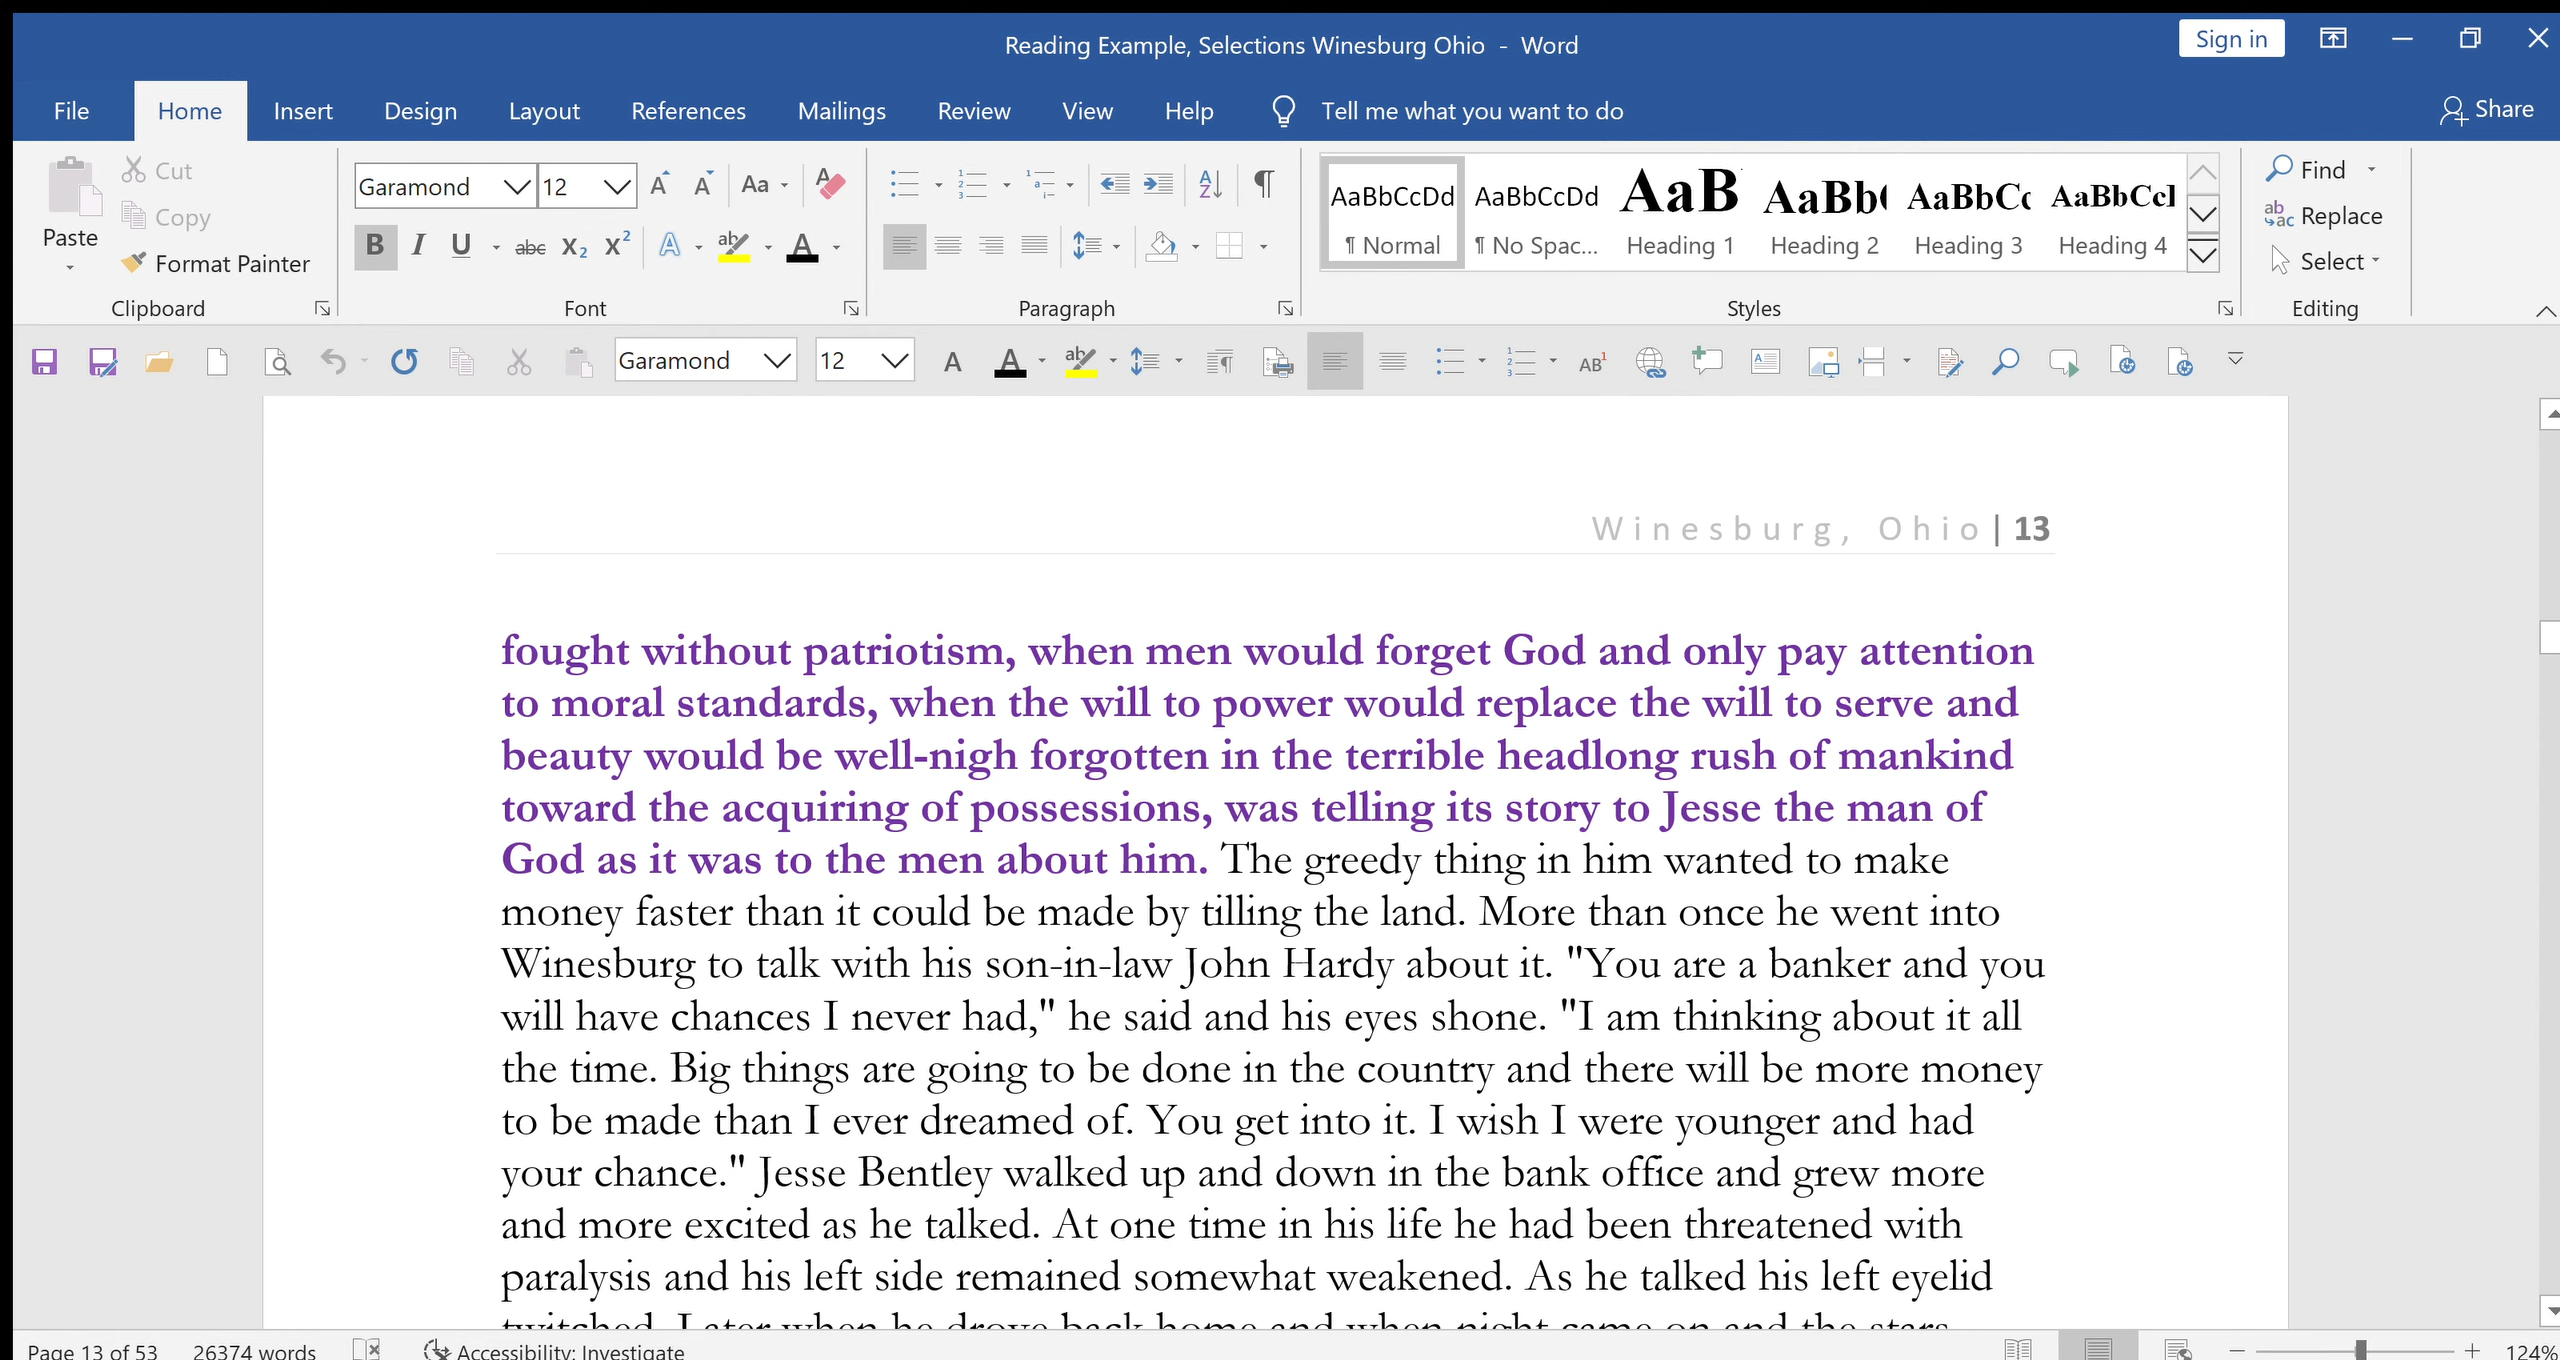 Reading Example, Selections Winesburg Ohio - Word
Sign in
File Home Insert Design Layout References Mailings Review View Help Tell me what you want to do Share
Paste
Cut
Copy
Format Painter
Clipboard
Garamond 12
Aa
Font
Paragraph
AaBbCcDd AaBbCcDd AaB AaBb( AaBbCc AaBbCcl
¶ Normal ¶ No Spac... Heading 1 Heading 2 Heading 3 Heading 4
Styles
Find
Replace
Select
Editing
Garamond 12
Winesburg, Ohio| 13
fought without patriotism, when men would forget God and only pay attention
to moral standards, when the will to power would replace the will to serve and
beauty would be well-nigh forgotten in the terrible headlong rush of mankind
toward the acquiring of possessions, was telling its story to Jesse the man of
God as it was to the men about him. The greedy thing in him wanted to make
money faster than it could be made by tilling the land. More than once he went into
Winesburg to talk with his son-in-law John Hardy about it. "You are a banker and you
will have chances I never had," he said and his eyes shone. "I am thinking about it all
the time. Big things are going to be done in the country and there will be more money
to be made than I ever dreamed of. You get into it. I wish I were younger and had
your chance." Jesse Bentley walked up and down in the bank office and grew more
and more excited as he talked. At one time in his life he had been threatened with
paralysis and his left side remained somewhat weakened. As he talked his left eyelid
twitched. Later when he drove back home and when night came on and the stars
Page 13 of 53 26374 words Accessibility: Investigate 124%